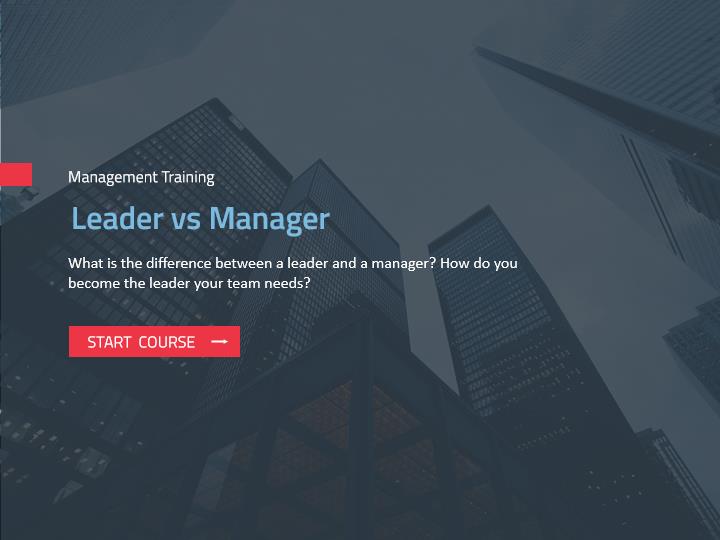 Management Training
Leader vs Manager
What is the difference between a leader and a manager? How do you
become the leader your team needs?
START COURSE